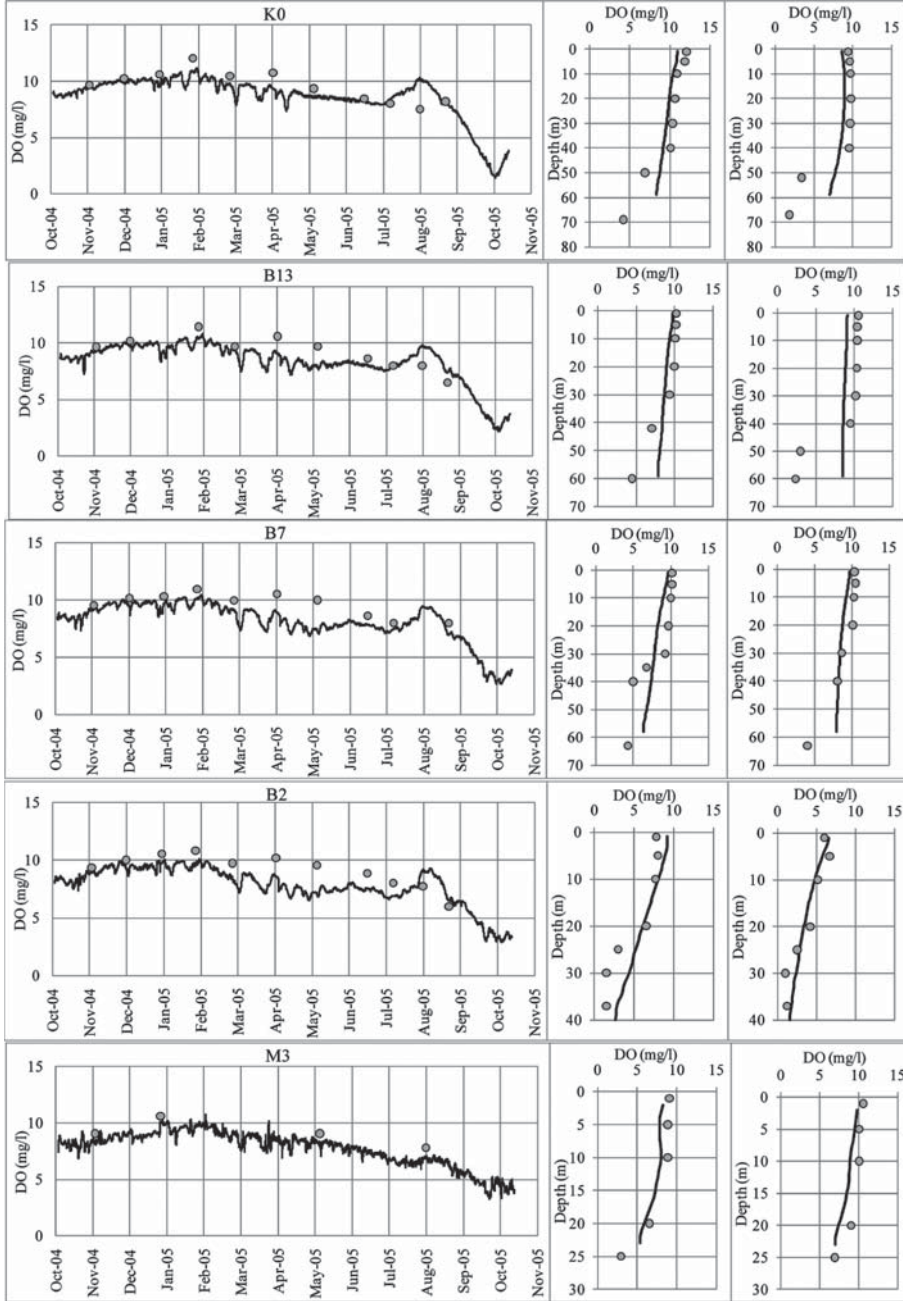 K0
15
10
5
0
DO (mg/l)
Oct-04 Nov-04 Dec-04 Jan-05 Feb-05 Mar-05 Apr-05 May-05 Jun-05 Jul-05 Aug-05 Sep-05 Oct-05 Nov-05
DO (mg/l)
0 5 10 15
0
10
20
30
40
50
60
70
80
Depth (m)
DO (mg/l)
0 5 10 15
0
10
20
30
40
50
60
70
80
Depth (m)
B13
15
10
5
0
DO (mg/l)
Oct-04 Nov-04 Dec-04 Jan-05 Feb-05 Mar-05 Apr-05 May-05 Jun-05 Jul-05 Aug-05 Sep-05 Oct-05 Nov-05
DO (mg/l)
0 5 10 15
0
10
20
30
40
50
60
70
Depth (m)
DO (mg/l)
0 5 10 15
0
10
20
30
40
50
60
70
Depth (m)
B7
15
10
5
0
DO (mg/l)
Oct-04 Nov-04 Dec-04 Jan-05 Feb-05 Mar-05 Apr-05 May-05 Jun-05 Jul-05 Aug-05 Sep-05 Oct-05 Nov-05
DO (mg/l)
0 5 10 15
0
10
20
30
40
50
60
70
Depth (m)
DO (mg/l)
0 5 10 15
0
10
20
30
40
50
60
70
Depth (m)
B2
15
10
5
0
DO (mg/l)
Oct-04 Nov-04 Dec-04 Jan-05 Feb-05 Mar-05 Apr-05 May-05 Jun-05 Jul-05 Aug-05 Sep-05 Oct-05 Nov-05
DO (mg/l)
0 5 10 15
0
10
20
30
40
Depth (m)
DO (mg/l)
0 5 10 15
0
10
20
30
40
Depth (m)
M3
15
10
5
0
DO (mg/l)
Oct-04 Nov-04 Dec-04 Jan-05 Feb-05 Mar-05 Apr-05 May-05 Jun-05 Jul-05 Aug-05 Sep-05 Oct-05 Nov-05
DO (mg/l)
0 5 10 15
0
5
10
15
20
25
30
Depth (m)
DO (mg/l)
0 5 10 15
0
5
10
15
20
25
30
Depth (m)